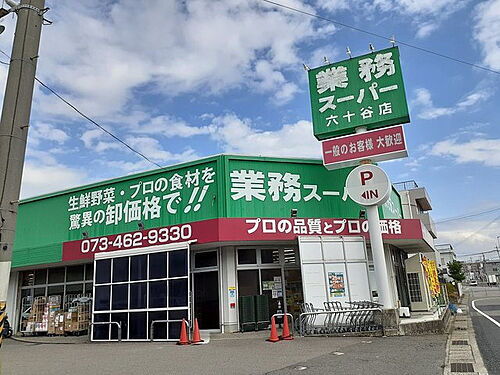 業務
スーパー
六十谷店
一般のお客様 大歓迎
P
IN
生鮮野菜・プロの食材を
驚異の卸価格で!!
業務スーパー
073-462-9330
プロの品質とプロの価格